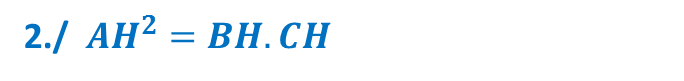 2./ AH² = BH.CH